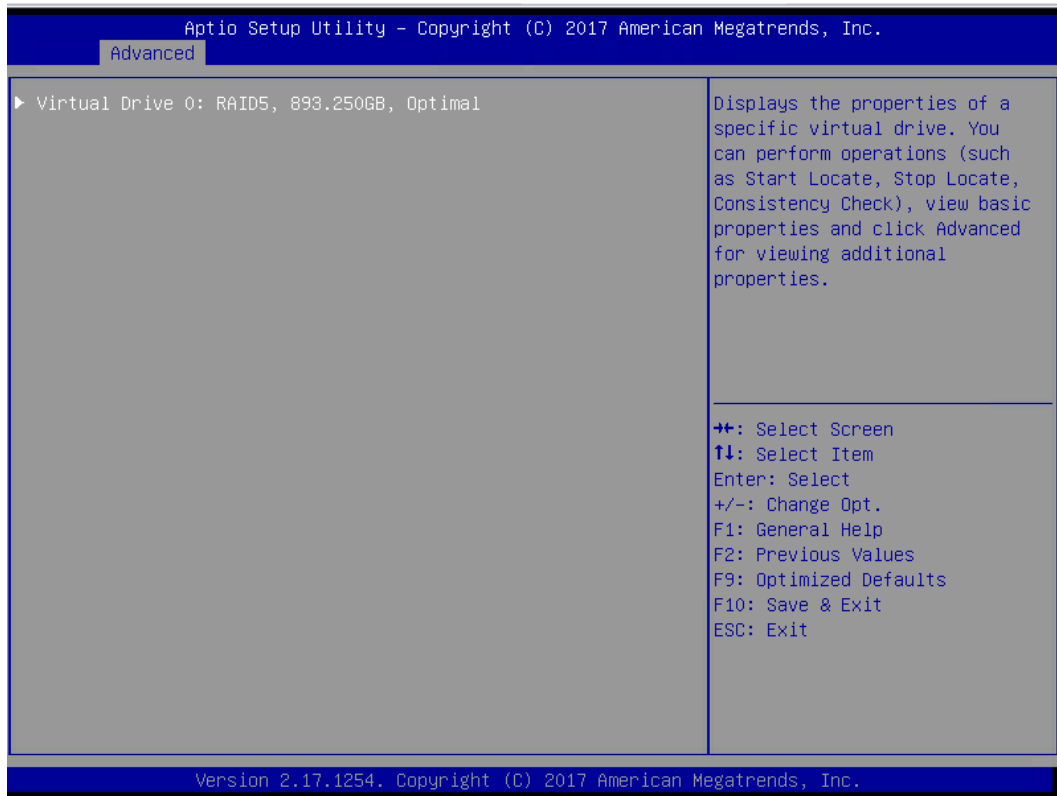 Aptio Setup Utility – Copyright (C) 2017 American Megatrends, Inc.
Advanced
▶ Virtual Drive 0: RAID5, 893.250GB, Optimal
Displays the properties of a
specific virtual drive. You
can perform operations (such
as Start Locate, Stop Locate,
Consistency Check), view basic
properties and click Advanced
for viewing additional
properties.
→←: Select Screen
↑↓: Select Item
Enter: Select
+/-: Change Opt.
F1: General Help
F2: Previous Values
F9: Optimized Defaults
F10: Save & Exit
ESC: Exit
Version 2.17.1254. Copyright (C) 2017 American Megatrends, Inc.